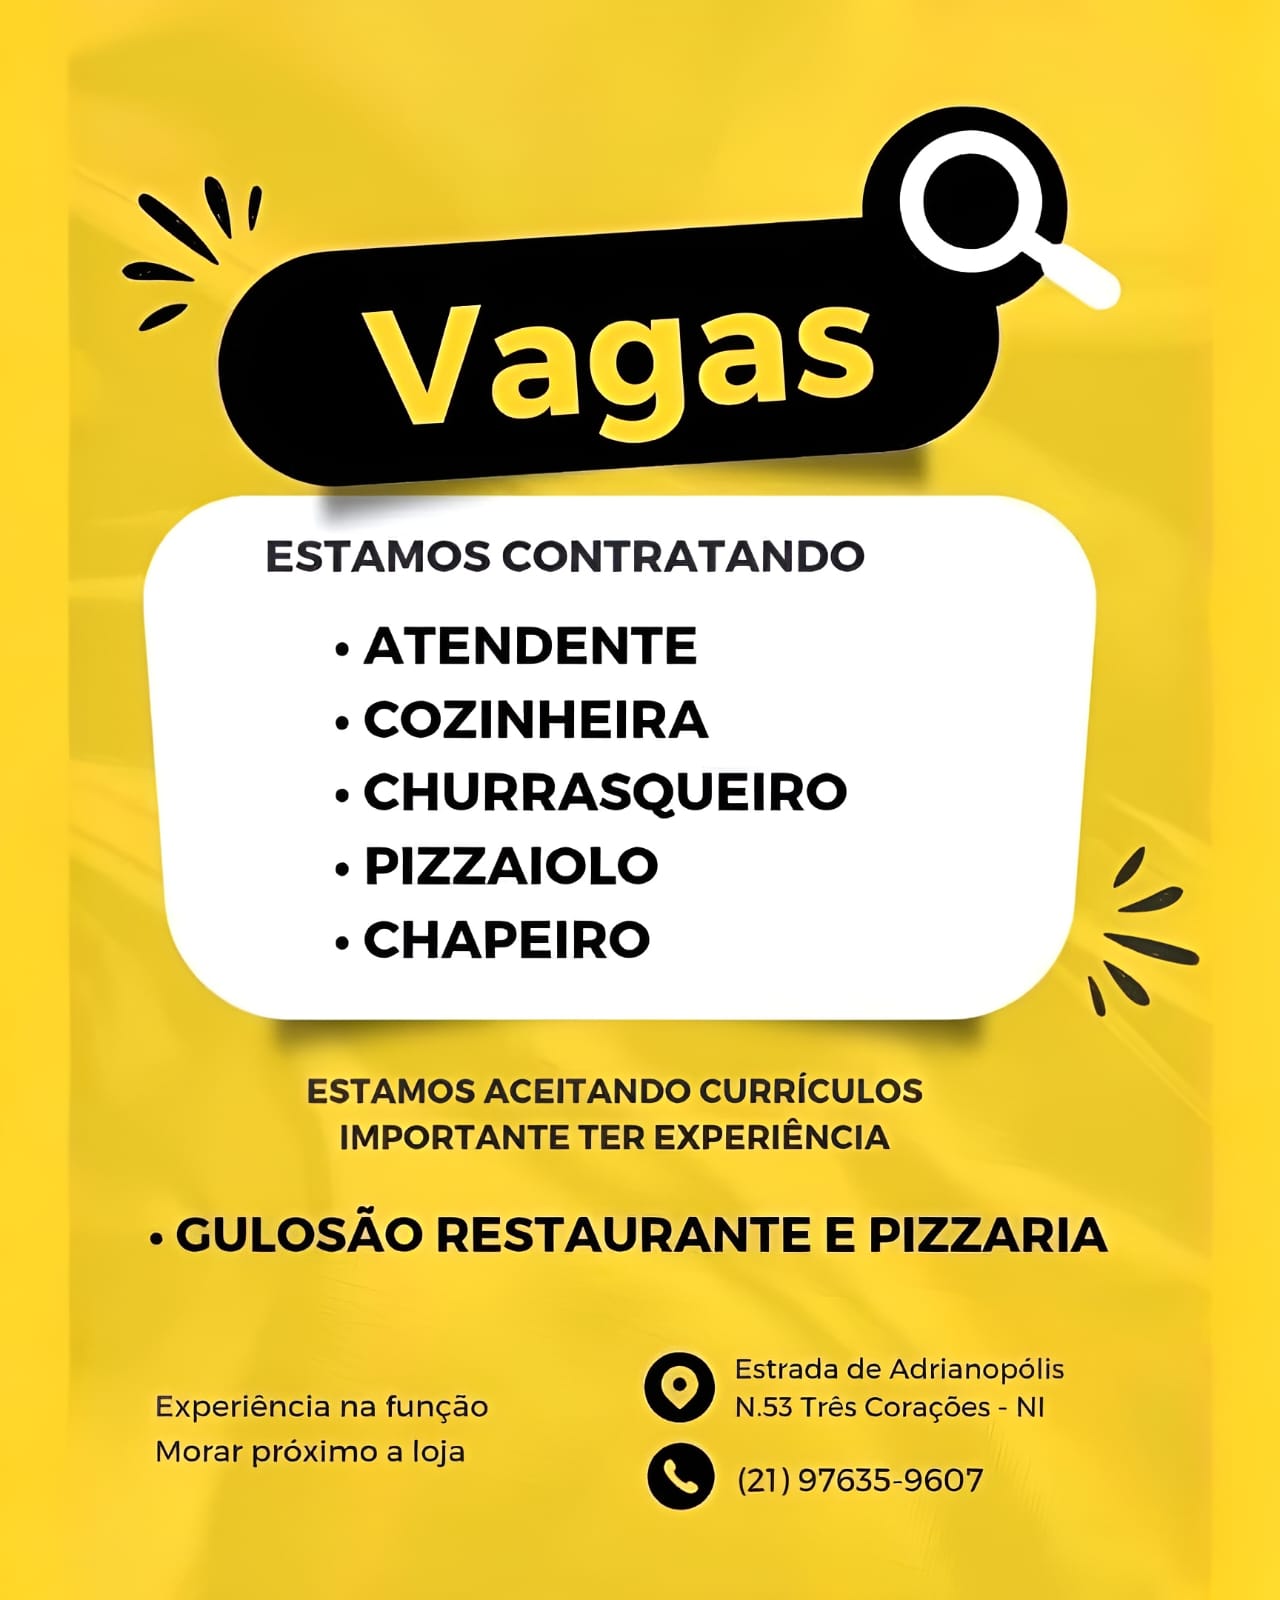 Vagas
ESTAMOS CONTRATANDO
• ATENDENTE
• COZINHEIRA
• CHURRASQUEIRO
• PIZZAIOLO
• CHAPEIRO
ESTAMOS ACEITANDO CURRÍCULOS
IMPORTANTE TER EXPERIÊNCIA
• GULOSÃO RESTAURANTE E PIZZARIA
Experiência na função
Morar próximo a loja
Estrada de Adrianopólis
N.53 Três Corações - NI
(21) 97635-9607